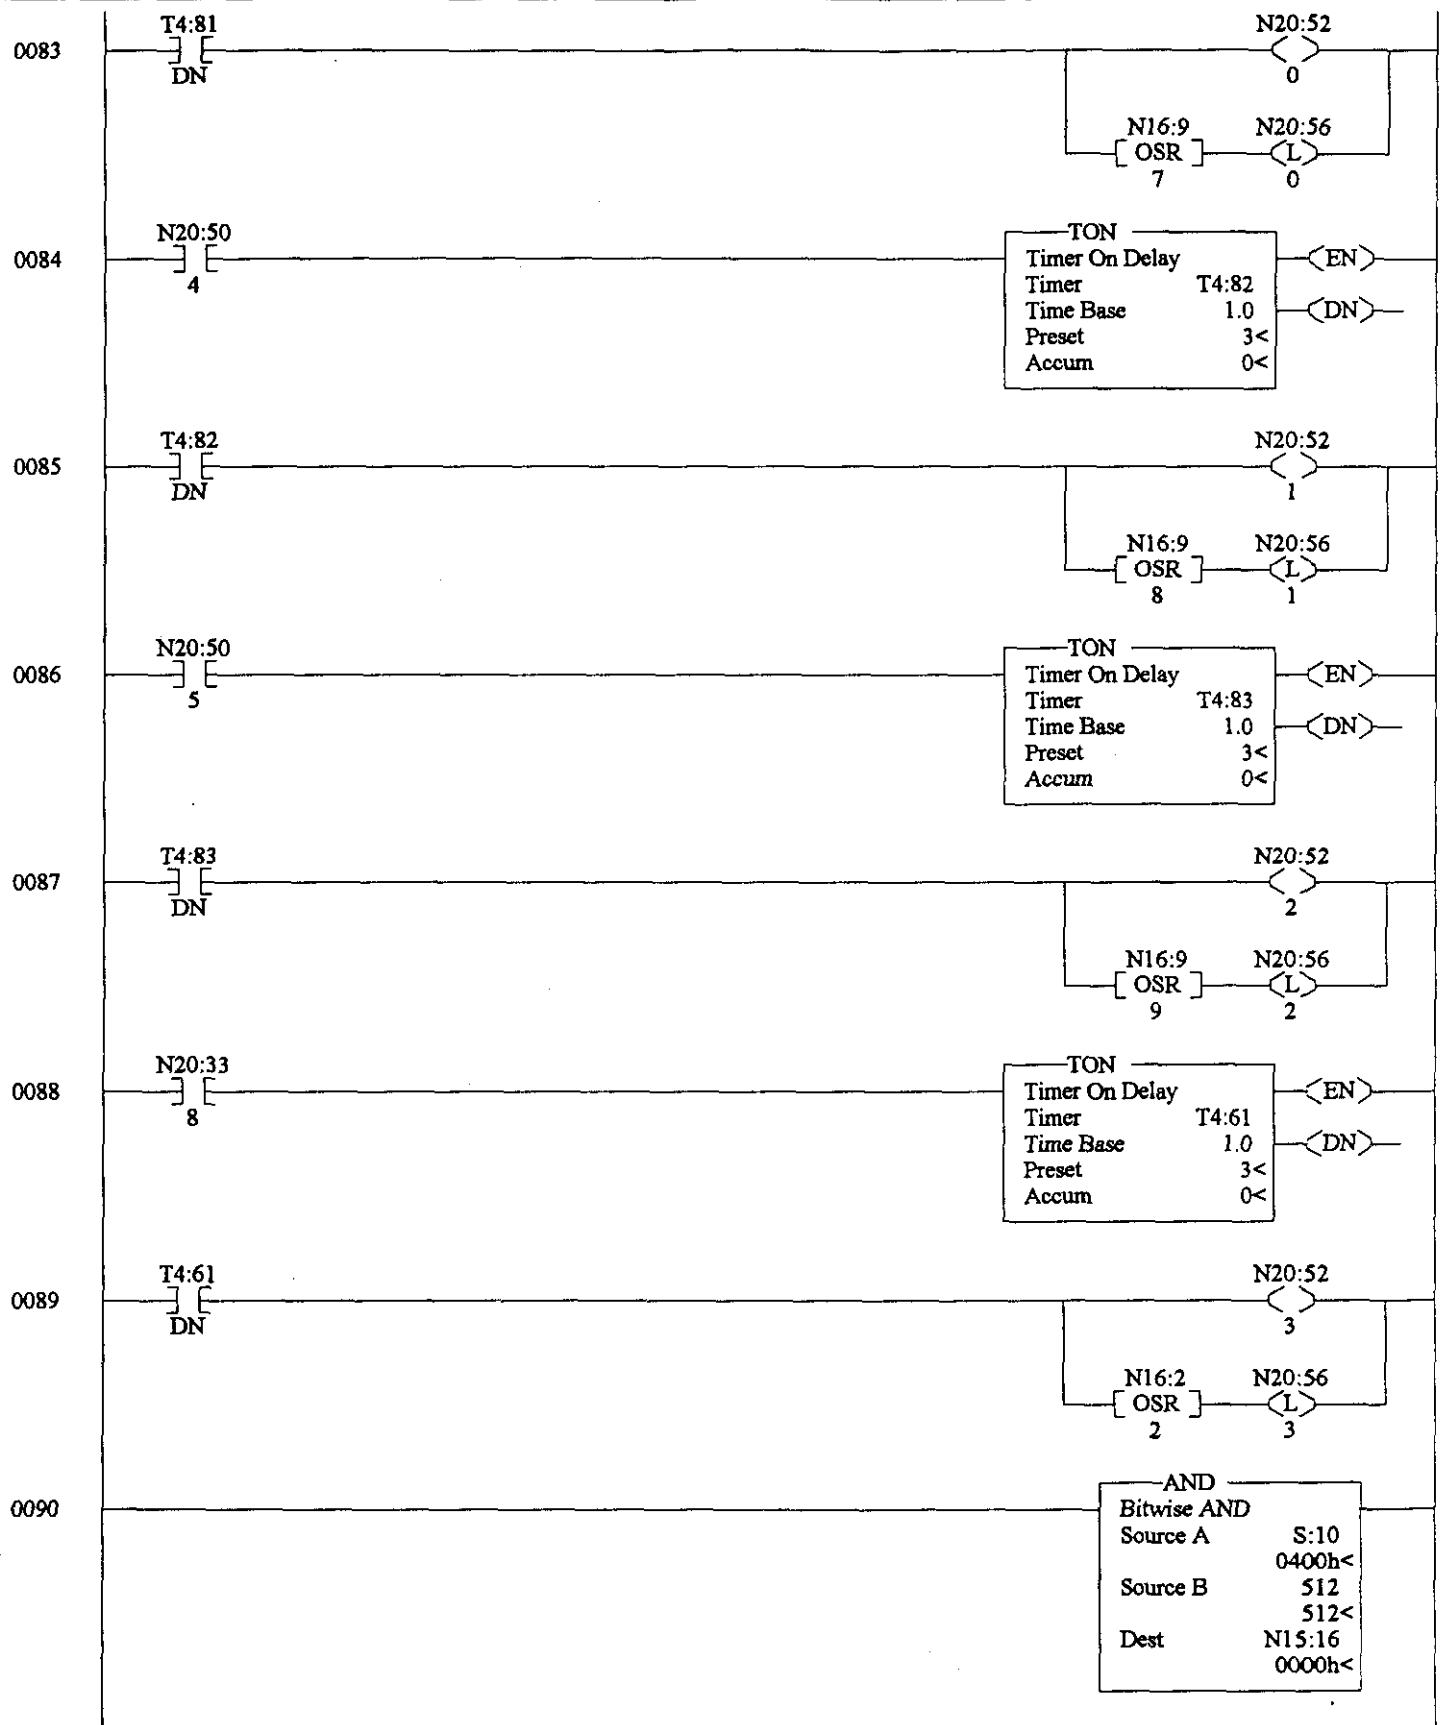 T4:81 N20:52
0083
DN 0
N16:9 N20:56
OSR L
7 0
N20:50 TON
0084 Timer On Delay EN
4 Timer T4:82
Time Base 1.0 DN
Preset 3<
Accum 0<
T4:82 N20:52
0085
DN 1
N16:9 N20:56
OSR L
8 1
N20:50 TON
0086 Timer On Delay EN
5 Timer T4:83
Time Base 1.0 DN
Preset 3<
Accum 0<
T4:83 N20:52
0087
DN 2
N16:9 N20:56
OSR L
9 2
N20:33 TON
0088 Timer On Delay EN
8 Timer T4:61
Time Base 1.0 DN
Preset 3<
Accum 0<
T4:61 N20:52
0089
DN 3
N16:2 N20:56
OSR L
2 3
AND
0090 Bitwise AND
Source A S:10
0400h<
Source B 512
512<
Dest N15:16
0000h<